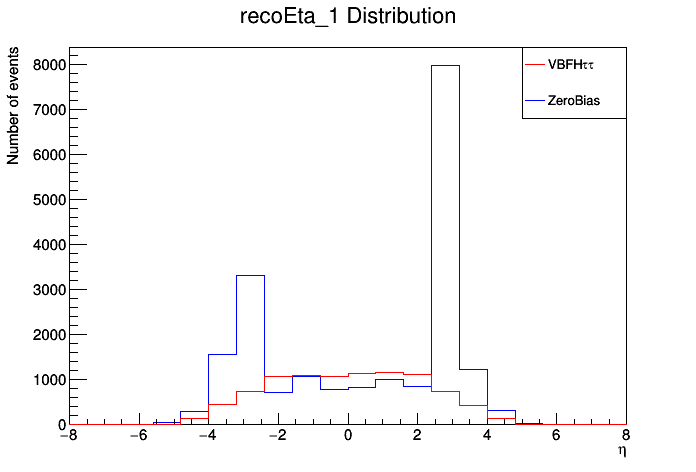 recoEta_1 Distribution
Number of events
8000
7000
6000
5000
4000
3000
2000
1000
0
−8 −6 −4 −2 0 2 4 6 8
η
VBFHττ
ZeroBias